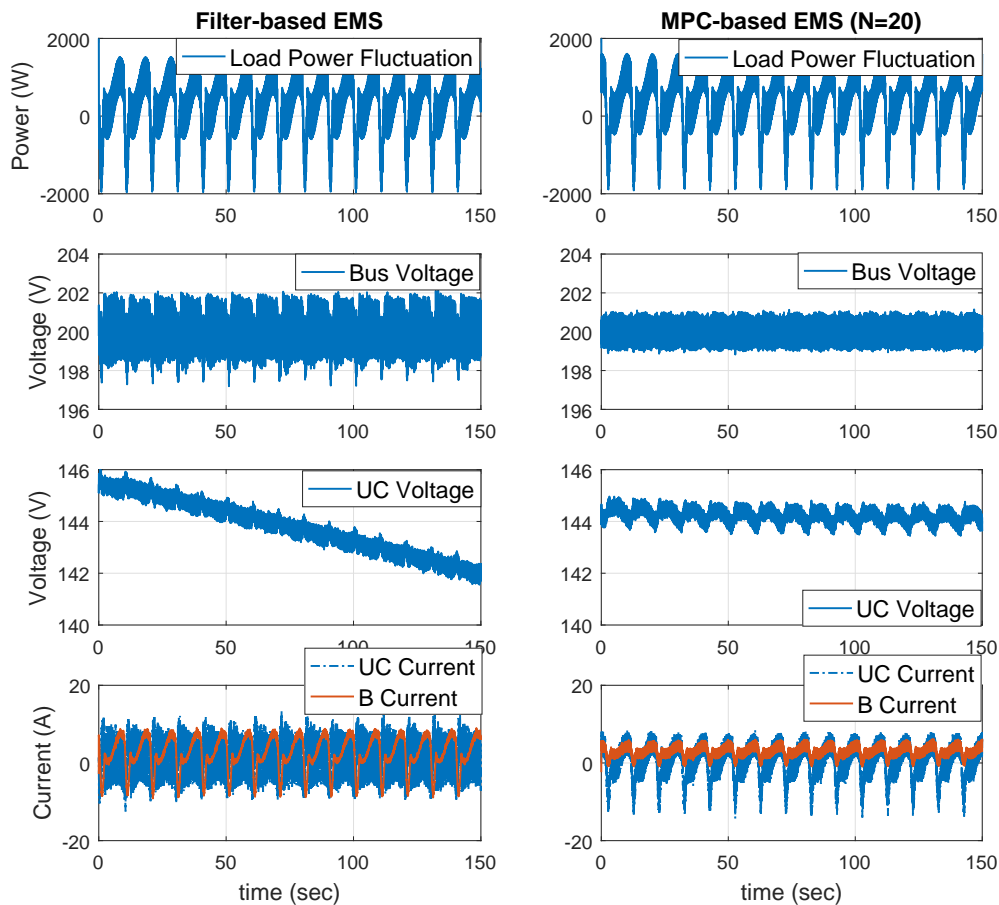 Filter-based EMS
2000
0
-2000
Power (W)
Load Power Fluctuation
0 50 100 150
MPC-based EMS (N=20)
2000
0
-2000
Load Power Fluctuation
0 50 100 150
204
202
200
198
196
Voltage (V)
Bus Voltage
0 50 100 150
204
202
200
198
196
Bus Voltage
0 50 100 150
146
144
142
140
Voltage (V)
UC Voltage
0 50 100 150
146
144
142
140
UC Voltage
0 50 100 150
20
0
-20
Current (A)
UC Current
B Current
0 50 100 150
time (sec)
20
0
-20
UC Current
B Current
0 50 100 150
time (sec)